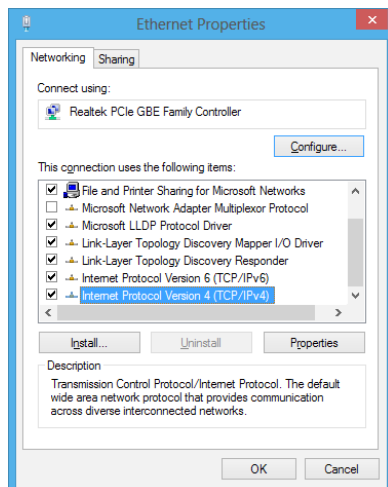 Ethernet Properties
Networking
Sharing
Connect using:
Realtek PCIe GBE Family Controller
Configure...
This connection uses the following items:
File and Printer Sharing for Microsoft Networks
Microsoft Network Adapter Multiplexor Protocol
Microsoft LLDP Protocol Driver
Link-Layer Topology Discovery Mapper I/O Driver
Link-Layer Topology Discovery Responder
Internet Protocol Version 6 (TCP/IPv6)
Internet Protocol Version 4 (TCP/IPv4)
Install...
Uninstall
Properties
Description
Transmission Control Protocol/Internet Protocol. The default
wide area network protocol that provides communication
across diverse interconnected networks.
OK
Cancel